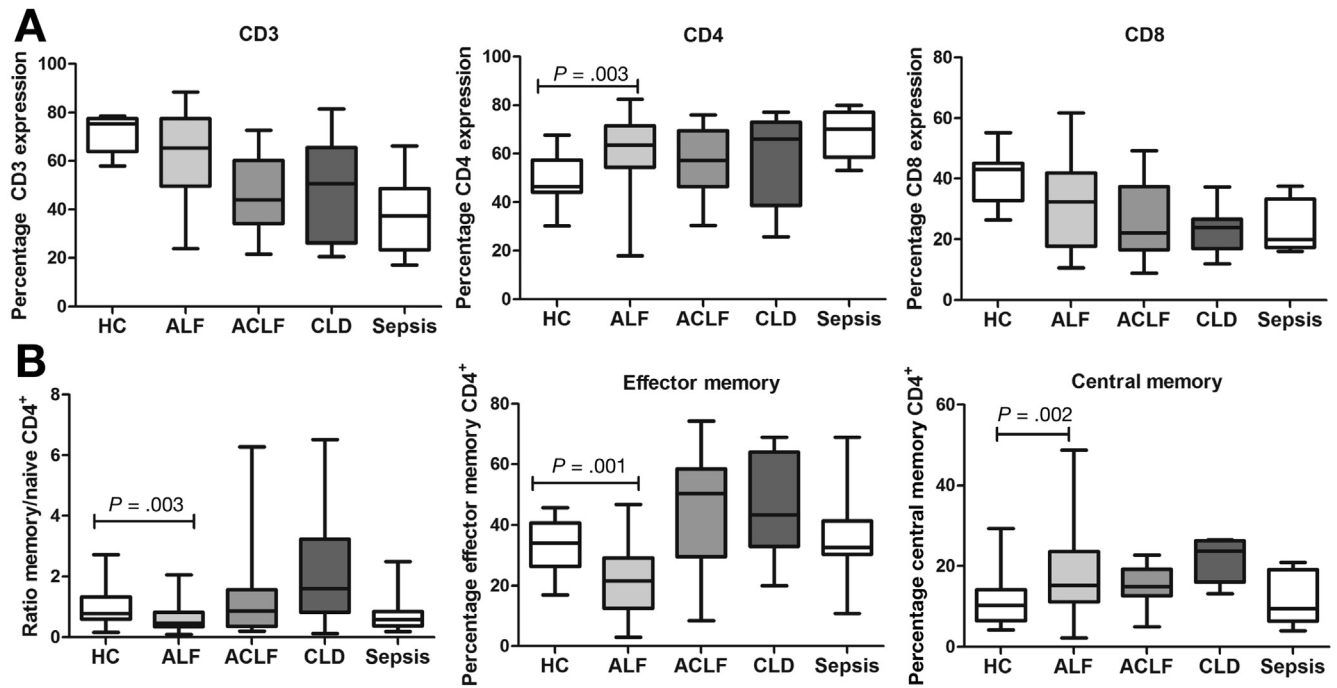 A
CD3
Percentage CD3 expression
100
80
60
40
20
0
HC ALF ACLF CLD Sepsis
CD4
Percentage CD4 expression
100
80
60
40
20
0
P = .003
HC ALF ACLF CLD Sepsis
CD8
Percentage CD8 expression
80
60
40
20
0
HC ALF ACLF CLD Sepsis
B
Ratio memory/naive CD4⁺
8
6
4
2
0
P = .003
HC ALF ACLF CLD Sepsis
Effector memory
Percentage effector memory CD4⁺
80
60
40
20
0
P = .001
HC ALF ACLF CLD Sepsis
Central memory
Percentage central memory CD4⁺
60
40
20
0
P = .002
HC ALF ACLF CLD Sepsis